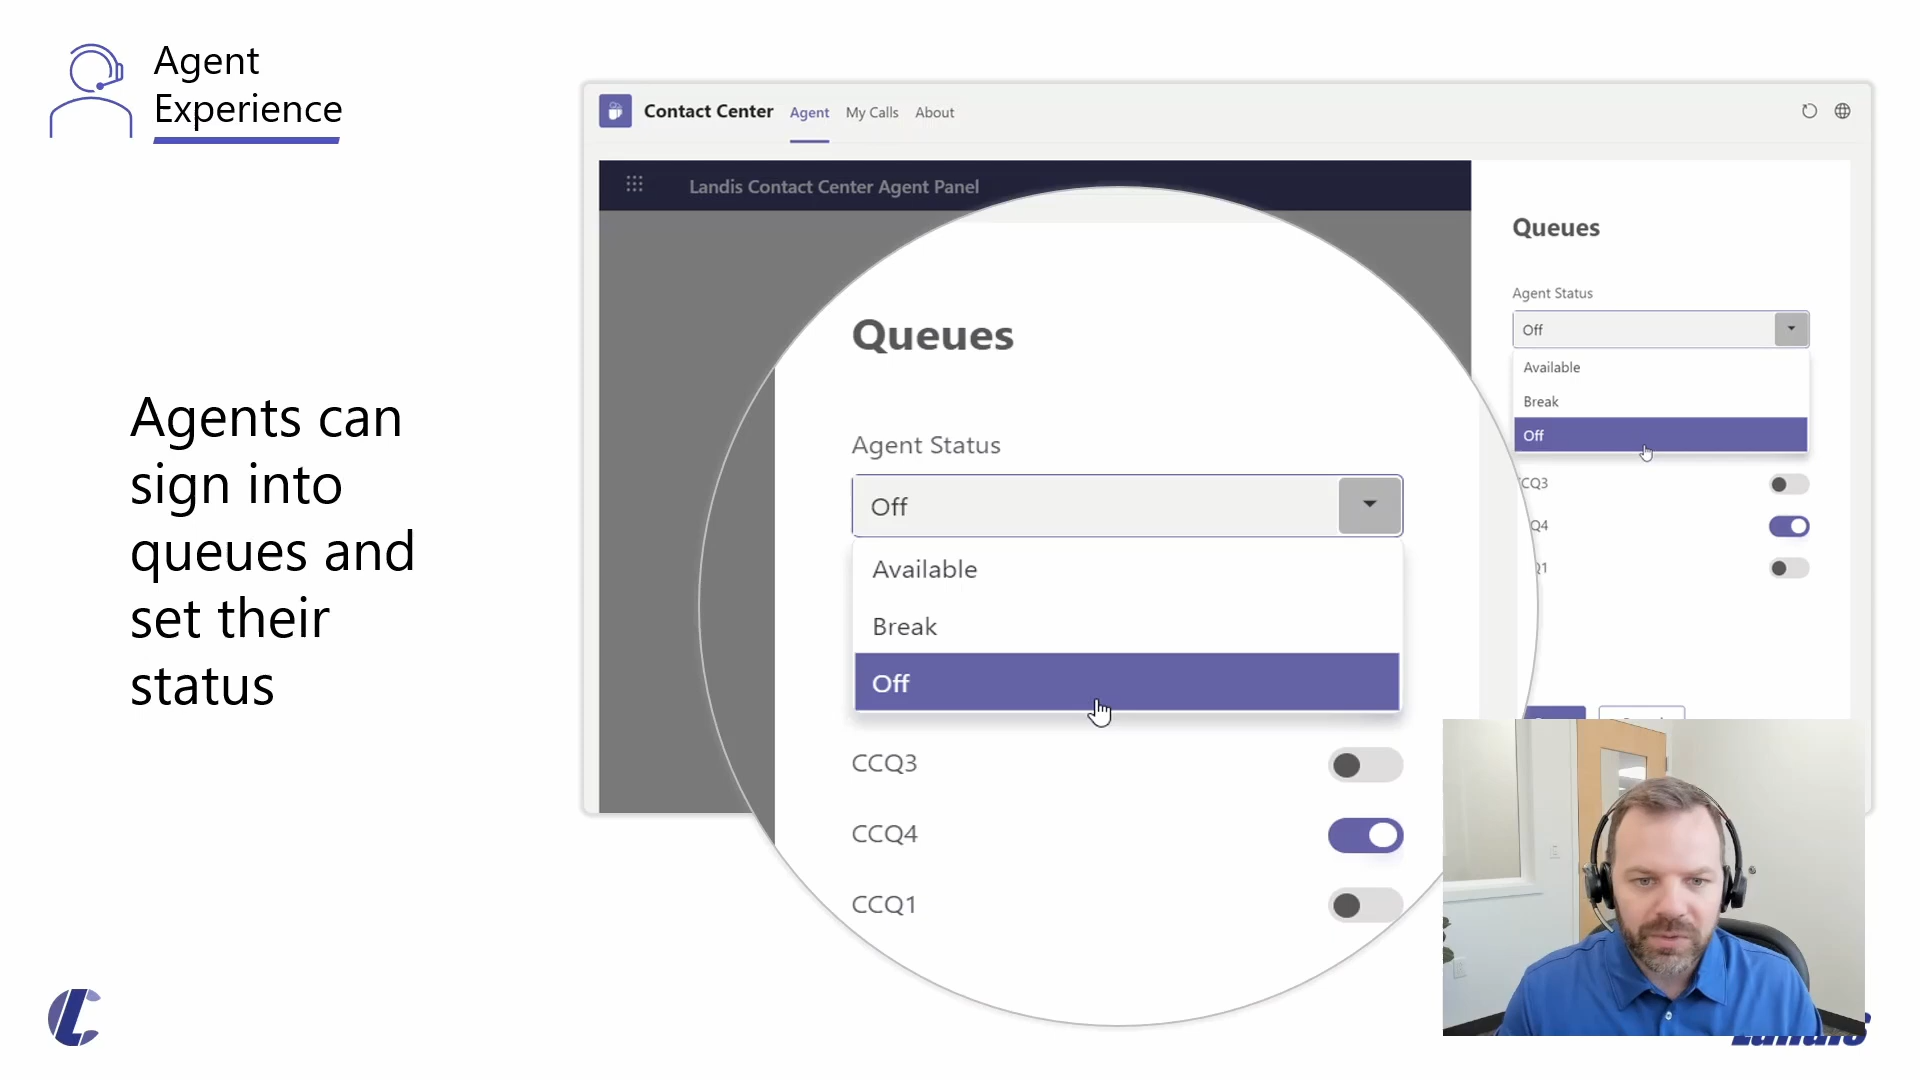 Agent
Experience
Agents can
sign into
queues and
set their
status
Contact Center
Agent
My Calls
About
Landis Contact Center Agent Panel
Queues
Agent Status
Off
Available
Break
Off
CCQ3
CCQ4
CCQ1
Queues
Agent Status
Off
Available
Break
Off